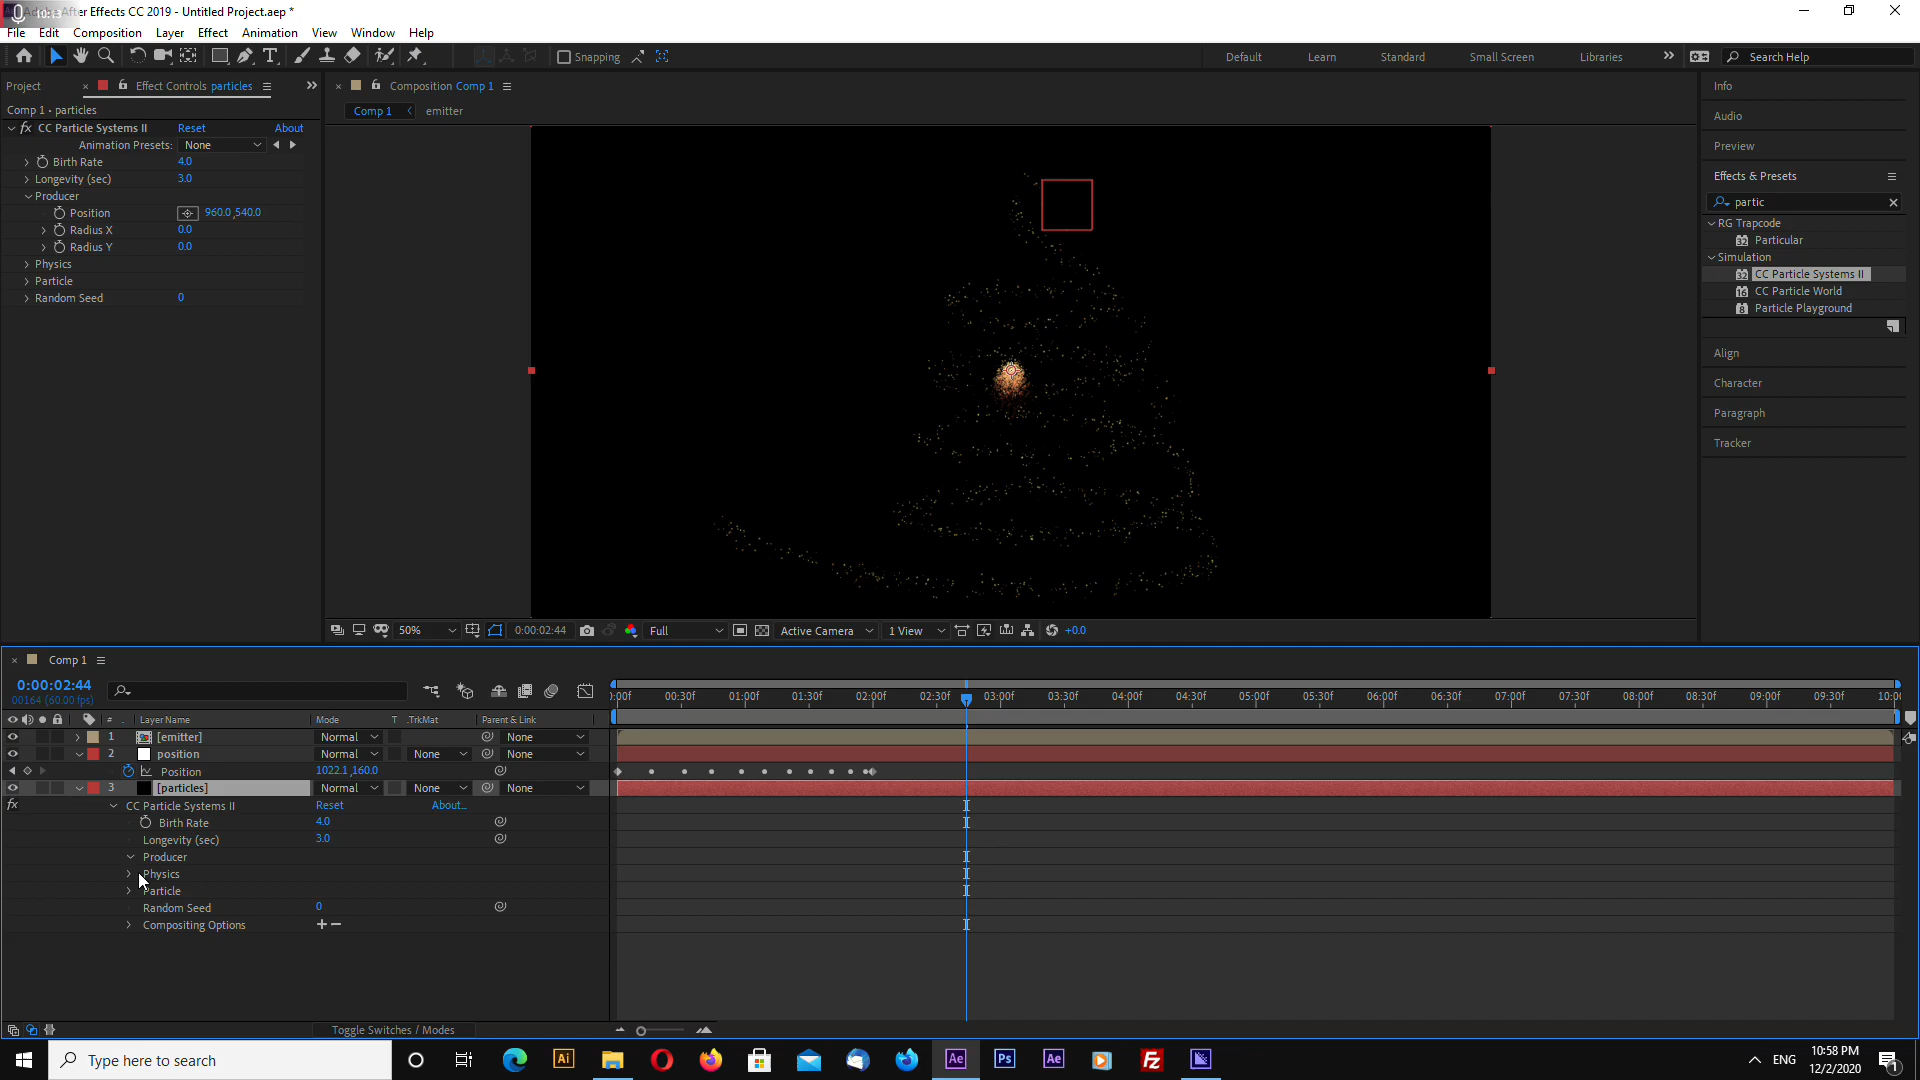 10:13
Adobe After Effects CC 2019 - Untitled Project.aep *
File Edit Composition Layer Effect Animation View Window Help
Snapping Default Learn Standard Small Screen Libraries Search Help
Project Effect Controls particles
Comp 1 • particles
fx CC Particle Systems II Reset About
Animation Presets: None
Birth Rate 4.0
Longevity (sec) 3.0
Producer
Position 960.0,540.0
Radius X 0.0
Radius Y 0.0
Physics
Particle
Random Seed 0
Composition Comp 1
Comp 1 emitter
50% 0:00:02:44 Full Active Camera 1 View +0.0
Info
Audio
Preview
Effects & Presets
partic
RG Trapcode
Particular
Simulation
CC Particle Systems II
CC Particle World
Particle Playground
Align
Character
Paragraph
Tracker
Comp 1
0:00:02:44
00164 (60.00 fps)
):00f 00:30f 01:00f 01:30f 02:00f 02:30f 03:00f 03:30f 04:00f 04:30f 05:00f 05:30f 06:00f 06:30f 07:00f 07:30f 08:00f 08:30f 09:00f 09:30f 10:0
# Layer Name Mode T .TrkMat Parent & Link
1 [emitter] Normal None
2 position Normal None None
Position 1022.1,160.0
3 [particles] Normal None None
fx CC Particle Systems II Reset About...
Birth Rate 4.0
Longevity (sec) 3.0
Producer
Physics
Particle
Random Seed 0
Compositing Options + −
Toggle Switches / Modes
Type here to search
Ai Ae Ps Ae Fz
ENG 10:58 PM
12/2/2020
1